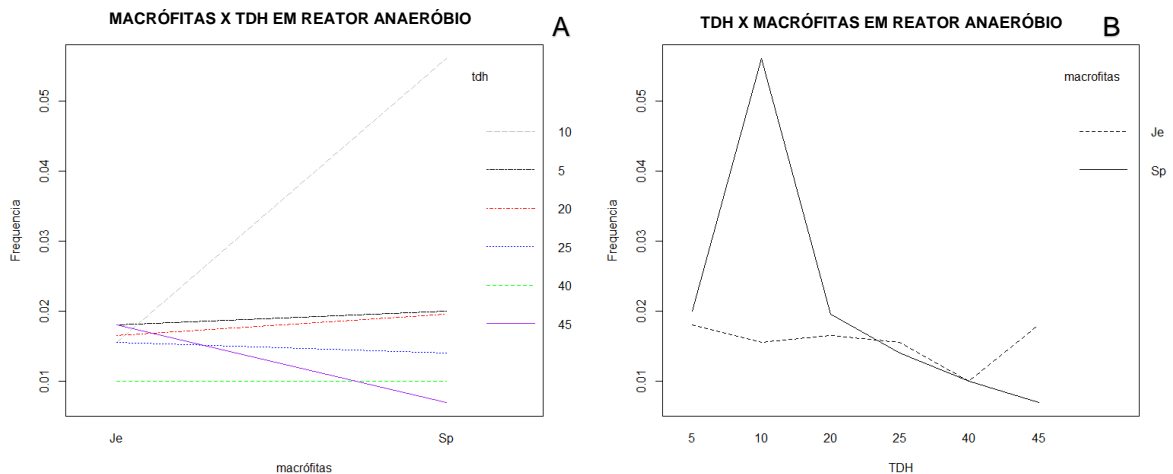 MACRÓFITAS X TDH EM REATOR ANAERÓBIO
A
tdh
10
5
20
25
40
45
0.05
0.04
0.03
0.02
0.01
Frequencia
Je
Sp
macrófitas
TDH X MACRÓFITAS EM REATOR ANAERÓBIO
B
macrofitas
Je
Sp
0.05
0.04
0.03
0.02
0.01
Frequencia
5
10
20
25
40
45
TDH